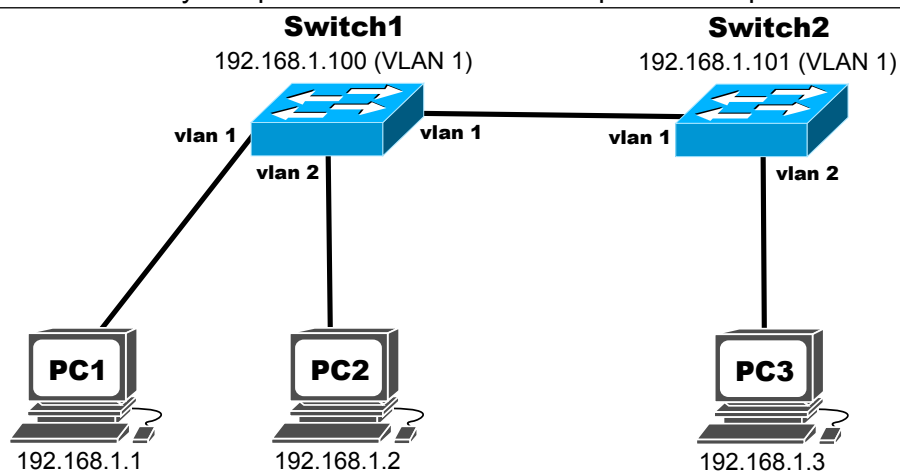 Switch1
Switch2
192.168.1.100 (VLAN 1)
192.168.1.101 (VLAN 1)
vlan 1
vlan 1
vlan 1
vlan 2
vlan 2
PC1
PC2
PC3
192.168.1.1
192.168.1.2
192.168.1.3